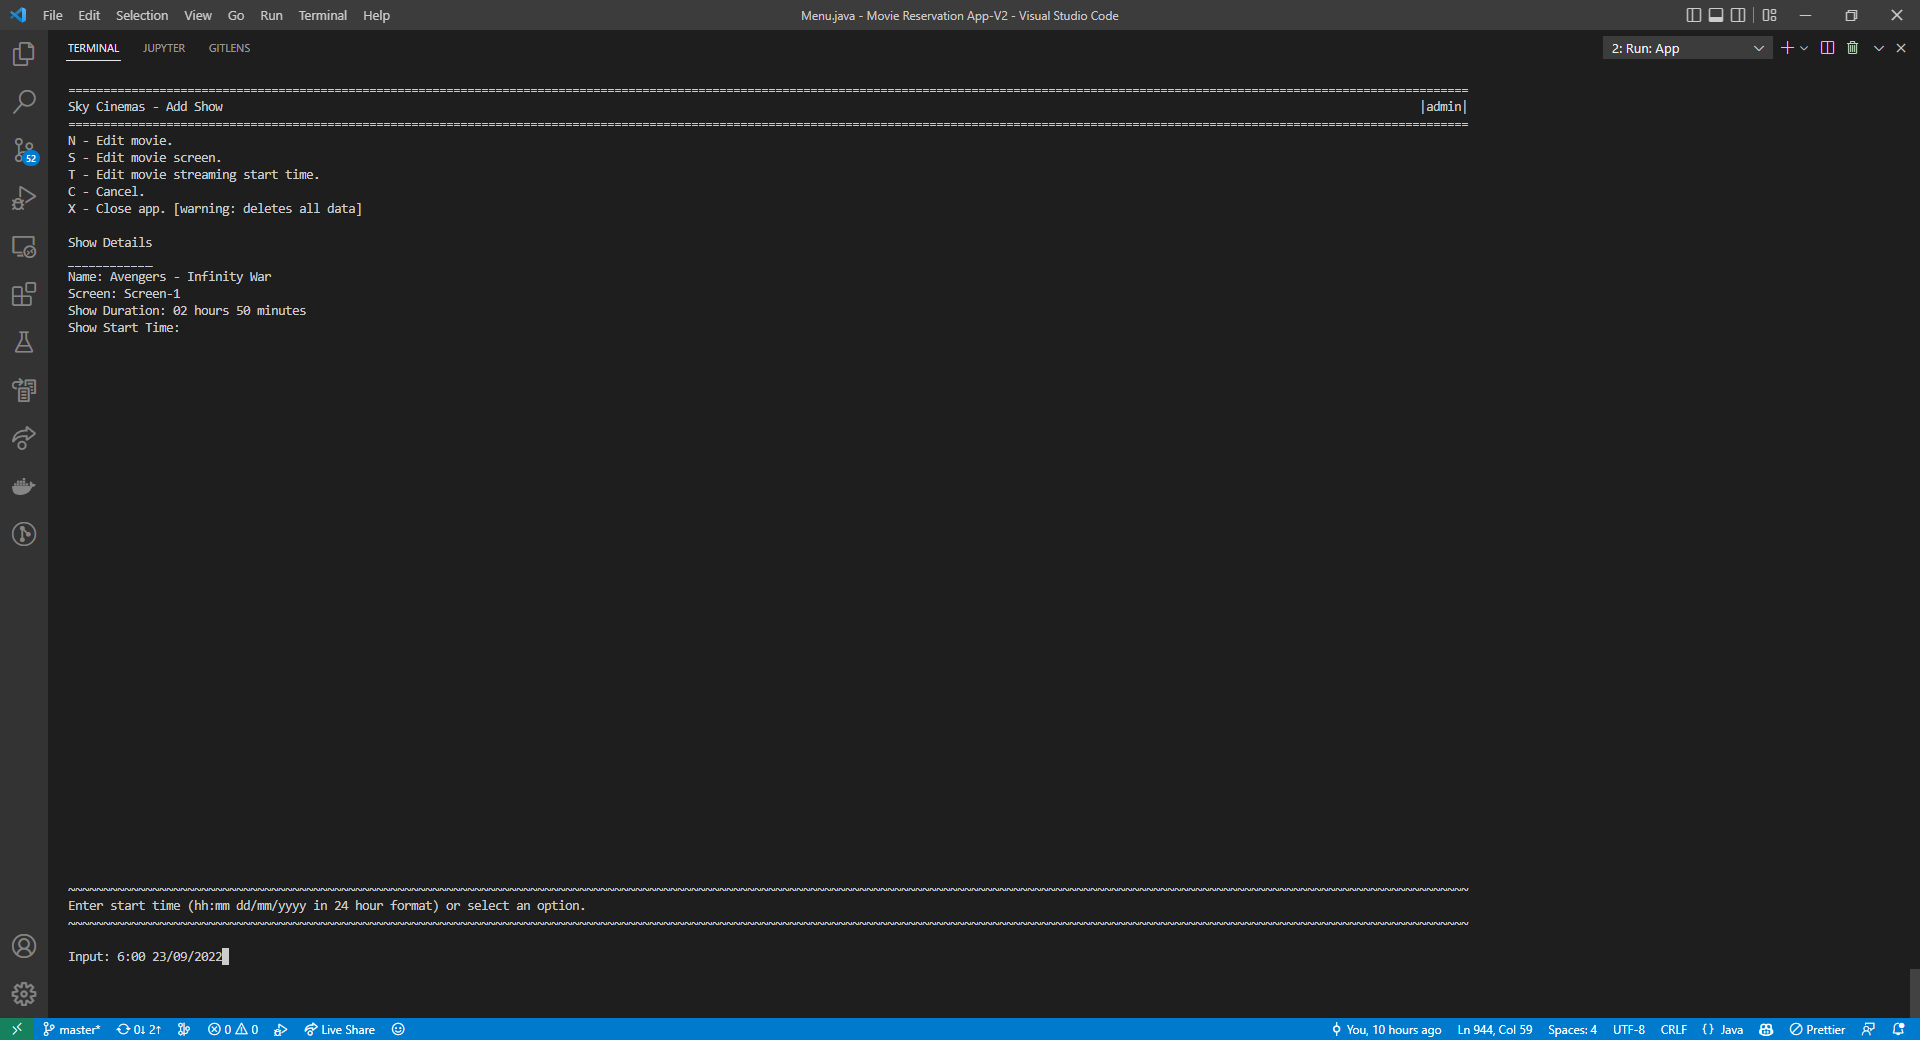 File Edit Selection View Go Run Terminal Help Menu.java - Movie Reservation App-V2 - Visual Studio Code
TERMINAL JUPYTER GITLENS 2: Run: App
Sky Cinemas - Add Show |admin|
N - Edit movie.
S - Edit movie screen.
52
T - Edit movie streaming start time.
C - Cancel.
X - Close app. [warning: deletes all data]
Show Details
____________
Name: Avengers - Infinity War
Screen: Screen-1
Show Duration: 02 hours 50 minutes
Show Start Time:
Enter start time (hh:mm dd/mm/yyyy in 24 hour format) or select an option.
Input: 6:00 23/09/2022
master* 0↓ 2↑ 0 0 Live Share You, 10 hours ago Ln 944, Col 59 Spaces: 4 UTF-8 CRLF {} Java Prettier